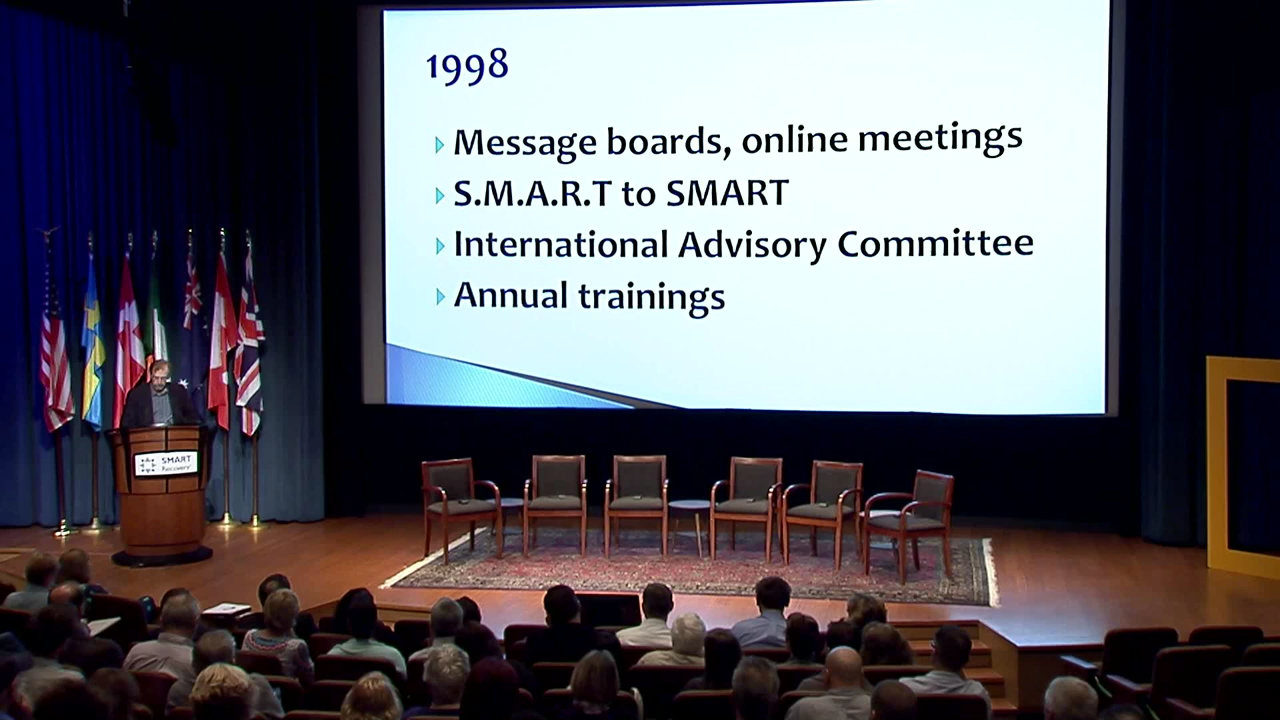 1998
Message boards, online meetings
S.M.A.R.T to SMART
International Advisory Committee
Annual trainings
SMART
Recovery